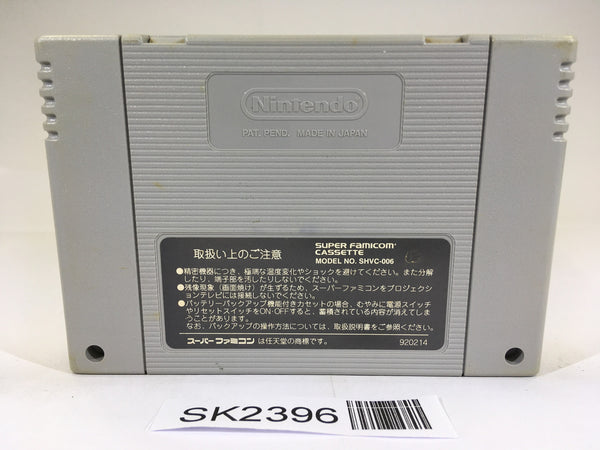 Nintendo
PAT. PEND. MADE IN JAPAN
取扱い上のご注意
SUPER FAMICOM
CASSETTE
MODEL NO. SHVC-006
●精密機器につき、極端な温度変化やショックを避けてください。また分解
したり、端子部を汚したりしないでください。
●残像現象(画面焼け)が生ずるため、スーパーファミコンをプロジェクシ
ョンテレビには接続しないでください。
●バッテリーバックアップ機能付きカセットの場合、むやみに電源スイッチ
やリセットスイッチをON・OFFすると、蓄積されている内容が消えてしま
うことがあります。
なお、バックアップの操作方法については、取扱説明書をご参照ください。
スーパーファミコン は任天堂の商標です。
920214
SK2396